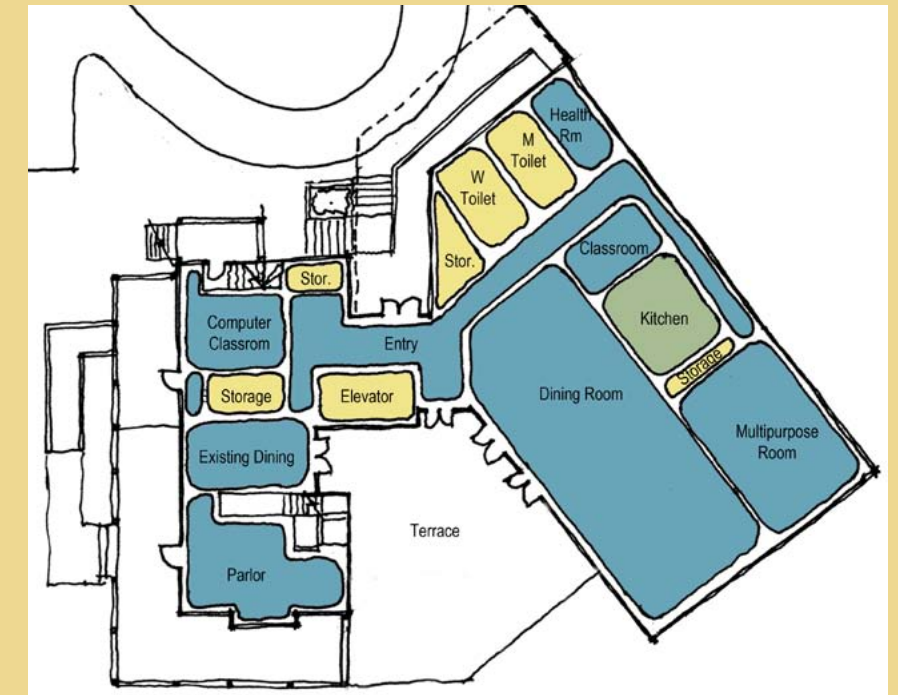 Health
Rm
M
Toilet
W
Toilet
Stor.
Classroom
Stor.
Computer
Classrom
Entry
Kitchen
Storage
Storage
Elevator
Dining Room
Multipurpose
Room
Existing Dining
Terrace
Parlor